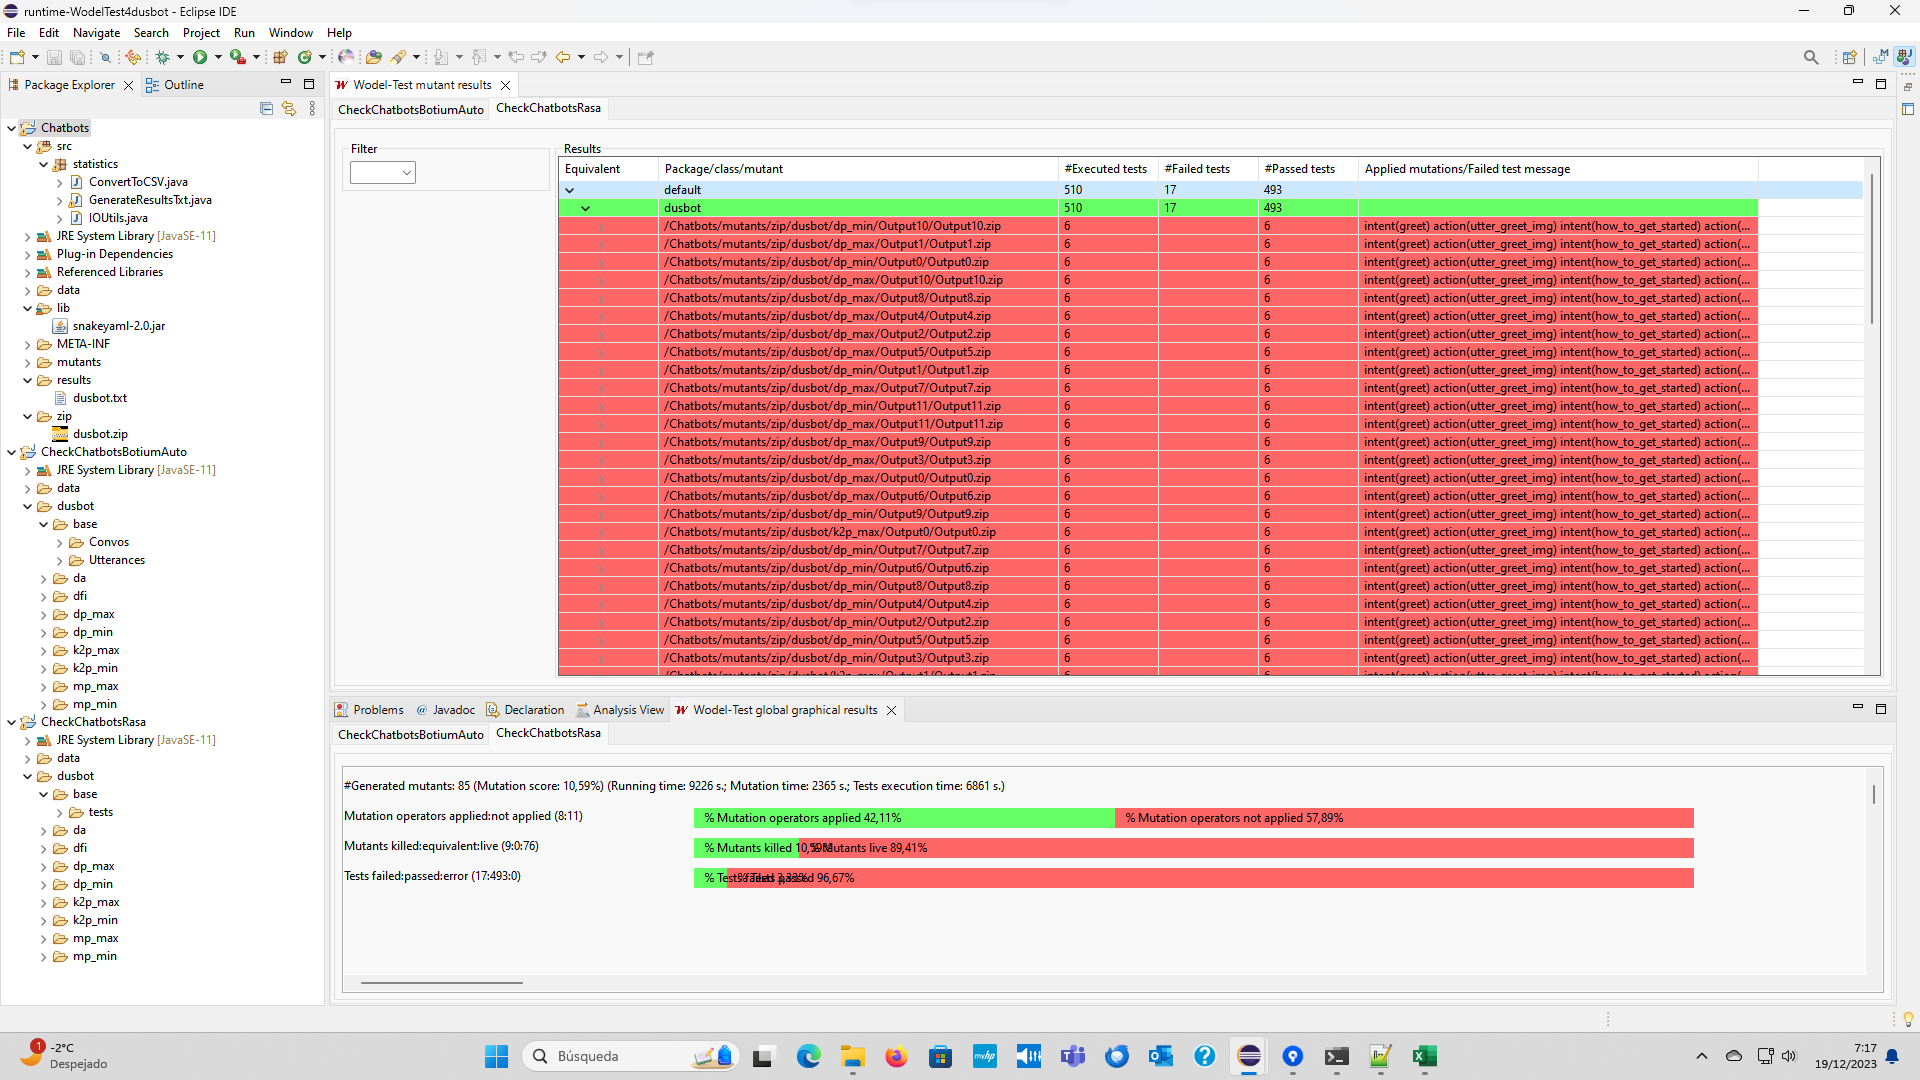 runtime-WodelTest4dusbot - Eclipse IDE
File Edit Navigate Search Project Run Window Help
Package Explorer Outline
Chatbots
src
statistics
ConvertToCSV.java
GenerateResultsTxt.java
IOUtils.java
JRE System Library [JavaSE-11]
Plug-in Dependencies
Referenced Libraries
data
lib
snakeyaml-2.0.jar
META-INF
mutants
results
dusbot.txt
zip
dusbot.zip
CheckChatbotsBotiumAuto
JRE System Library [JavaSE-11]
data
dusbot
base
Convos
Utterances
da
dfi
dp_max
dp_min
k2p_max
k2p_min
mp_max
mp_min
CheckChatbotsRasa
JRE System Library [JavaSE-11]
data
dusbot
base
tests
da
dfi
dp_max
dp_min
k2p_max
k2p_min
mp_max
mp_min
Wodel-Test mutant results
CheckChatbotsBotiumAuto CheckChatbotsRasa
Filter
Results
Equivalent Package/class/mutant #Executed tests #Failed tests #Passed tests Applied mutations/Failed test message
default 510 17 493
dusbot 510 17 493
/Chatbots/mutants/zip/dusbot/dp_min/Output10/Output10.zip 6 6 intent(greet) action(utter_greet_img) intent(how_to_get_started) action(...
/Chatbots/mutants/zip/dusbot/dp_max/Output1/Output1.zip 6 6 intent(greet) action(utter_greet_img) intent(how_to_get_started) action(...
/Chatbots/mutants/zip/dusbot/dp_min/Output0/Output0.zip 6 6 intent(greet) action(utter_greet_img) intent(how_to_get_started) action(...
/Chatbots/mutants/zip/dusbot/dp_max/Output10/Output10.zip 6 6 intent(greet) action(utter_greet_img) intent(how_to_get_started) action(...
/Chatbots/mutants/zip/dusbot/dp_max/Output8/Output8.zip 6 6 intent(greet) action(utter_greet_img) intent(how_to_get_started) action(...
/Chatbots/mutants/zip/dusbot/dp_max/Output4/Output4.zip 6 6 intent(greet) action(utter_greet_img) intent(how_to_get_started) action(...
/Chatbots/mutants/zip/dusbot/dp_max/Output2/Output2.zip 6 6 intent(greet) action(utter_greet_img) intent(how_to_get_started) action(...
/Chatbots/mutants/zip/dusbot/dp_max/Output5/Output5.zip 6 6 intent(greet) action(utter_greet_img) intent(how_to_get_started) action(...
/Chatbots/mutants/zip/dusbot/dp_min/Output1/Output1.zip 6 6 intent(greet) action(utter_greet_img) intent(how_to_get_started) action(...
/Chatbots/mutants/zip/dusbot/dp_max/Output7/Output7.zip 6 6 intent(greet) action(utter_greet_img) intent(how_to_get_started) action(...
/Chatbots/mutants/zip/dusbot/dp_min/Output11/Output11.zip 6 6 intent(greet) action(utter_greet_img) intent(how_to_get_started) action(...
/Chatbots/mutants/zip/dusbot/dp_max/Output11/Output11.zip 6 6 intent(greet) action(utter_greet_img) intent(how_to_get_started) action(...
/Chatbots/mutants/zip/dusbot/dp_max/Output9/Output9.zip 6 6 intent(greet) action(utter_greet_img) intent(how_to_get_started) action(...
/Chatbots/mutants/zip/dusbot/dp_max/Output3/Output3.zip 6 6 intent(greet) action(utter_greet_img) intent(how_to_get_started) action(...
/Chatbots/mutants/zip/dusbot/dp_max/Output0/Output0.zip 6 6 intent(greet) action(utter_greet_img) intent(how_to_get_started) action(...
/Chatbots/mutants/zip/dusbot/dp_max/Output6/Output6.zip 6 6 intent(greet) action(utter_greet_img) intent(how_to_get_started) action(...
/Chatbots/mutants/zip/dusbot/dp_min/Output9/Output9.zip 6 6 intent(greet) action(utter_greet_img) intent(how_to_get_started) action(...
/Chatbots/mutants/zip/dusbot/k2p_max/Output0/Output0.zip 6 6 intent(greet) action(utter_greet_img) intent(how_to_get_started) action(...
/Chatbots/mutants/zip/dusbot/dp_min/Output7/Output7.zip 6 6 intent(greet) action(utter_greet_img) intent(how_to_get_started) action(...
/Chatbots/mutants/zip/dusbot/dp_min/Output6/Output6.zip 6 6 intent(greet) action(utter_greet_img) intent(how_to_get_started) action(...
/Chatbots/mutants/zip/dusbot/dp_min/Output8/Output8.zip 6 6 intent(greet) action(utter_greet_img) intent(how_to_get_started) action(...
/Chatbots/mutants/zip/dusbot/dp_min/Output4/Output4.zip 6 6 intent(greet) action(utter_greet_img) intent(how_to_get_started) action(...
/Chatbots/mutants/zip/dusbot/dp_min/Output2/Output2.zip 6 6 intent(greet) action(utter_greet_img) intent(how_to_get_started) action(...
/Chatbots/mutants/zip/dusbot/dp_min/Output5/Output5.zip 6 6 intent(greet) action(utter_greet_img) intent(how_to_get_started) action(...
/Chatbots/mutants/zip/dusbot/dp_min/Output3/Output3.zip 6 6 intent(greet) action(utter_greet_img) intent(how_to_get_started) action(...
Problems Javadoc Declaration Analysis View Wodel-Test global graphical results
CheckChatbotsBotiumAuto CheckChatbotsRasa
#Generated mutants: 85 (Mutation score: 10,59%) (Running time: 9226 s.; Mutation time: 2365 s.; Tests execution time: 6861 s.)
Mutation operators applied:not applied (8:11) % Mutation operators applied 42,11% % Mutation operators not applied 57,89%
Mutants killed:equivalent:live (9:0:76) % Mutants killed 10,59% % Mutants live 89,41%
Tests failed:passed:error (17:493:0) % Tests failed 3,33% % Tests passed 96,67%
1 -2°C
Despejado
Búsqueda
myhp
7:17
19/12/2023